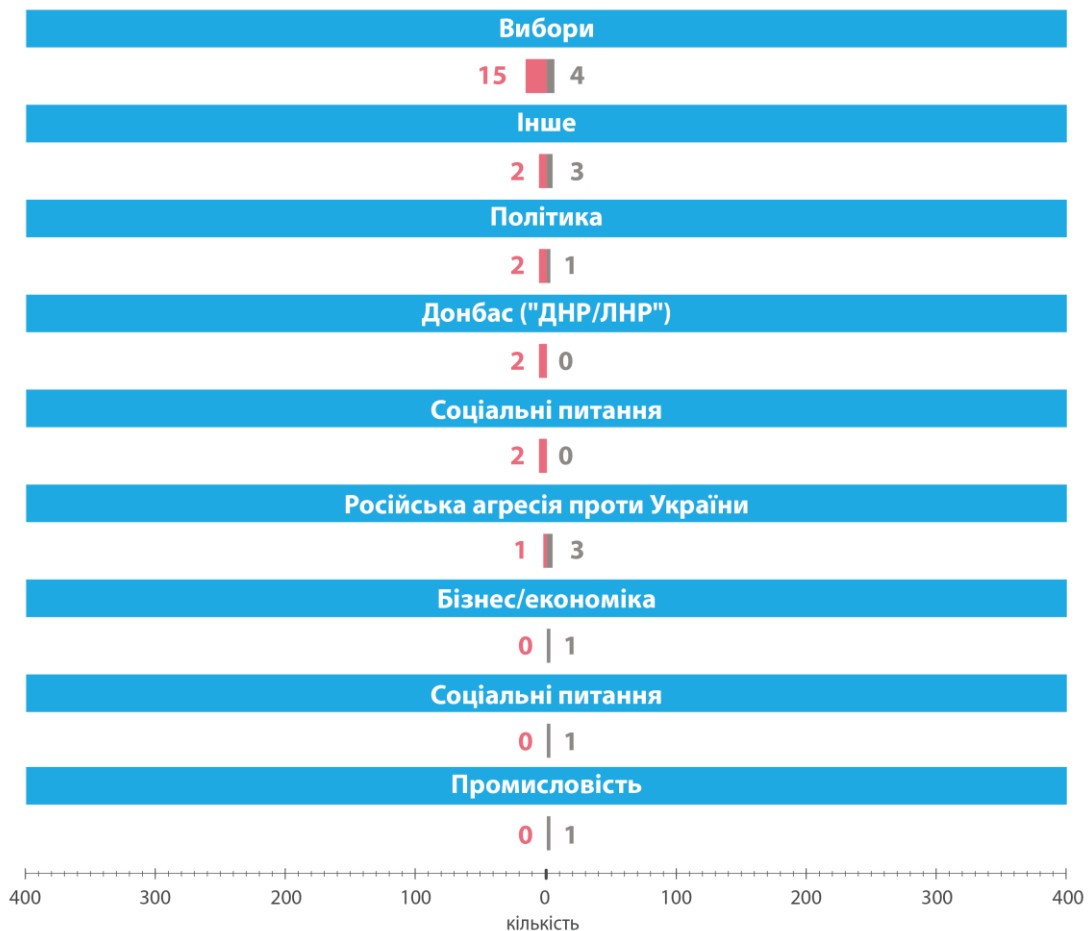 Вибори
15 4
Інше
2 3
Політика
2 1
Донбас ("ДНР/ЛНР")
2 0
Соціальні питання
2 0
Російська агресія проти України
1 3
Бізнес/економіка
0 1
Соціальні питання
0 1
Промисловість
0 1
400 300 200 100 0 100 200 300 400
кількість